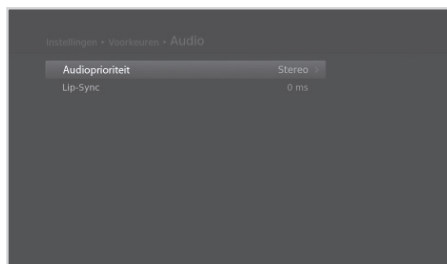 Instellingen • Voorkeuren • Audio
Audioprioriteit Stereo ›
Lip-Sync 0 ms